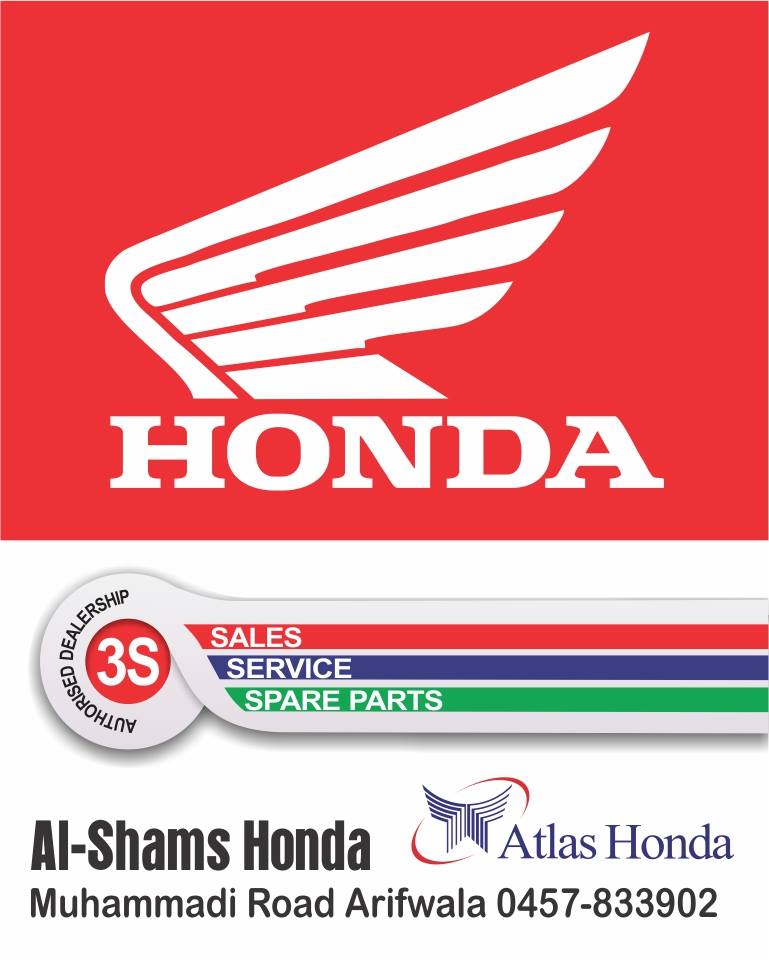 HONDA
AUTHORISED DEALERSHIP
3S
SALES
SERVICE
SPARE PARTS
Al-Shams Honda
Atlas Honda
Muhammadi Road Arifwala 0457-833902